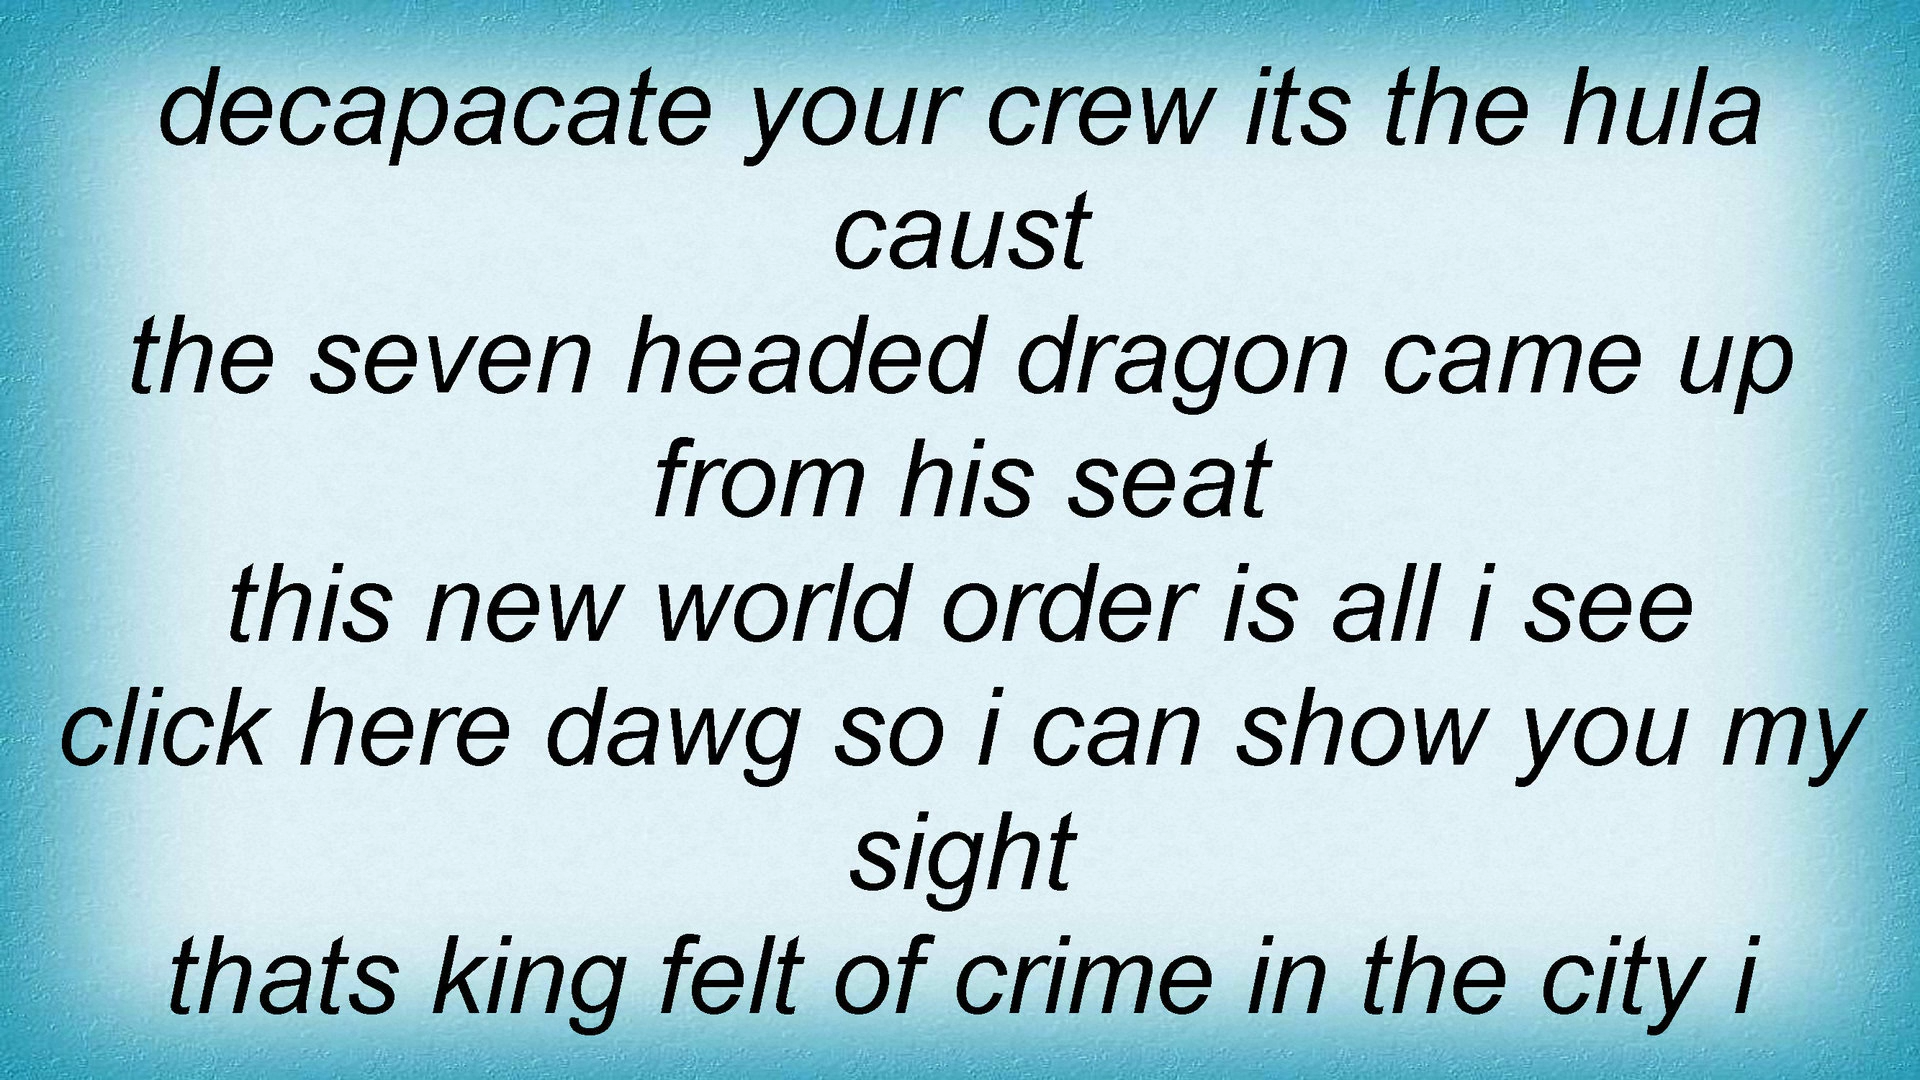 decapacate your crew its the hula
caust
the seven headed dragon came up
from his seat
this new world order is all i see
click here dawg so i can show you my
sight
thats king felt of crime in the city i